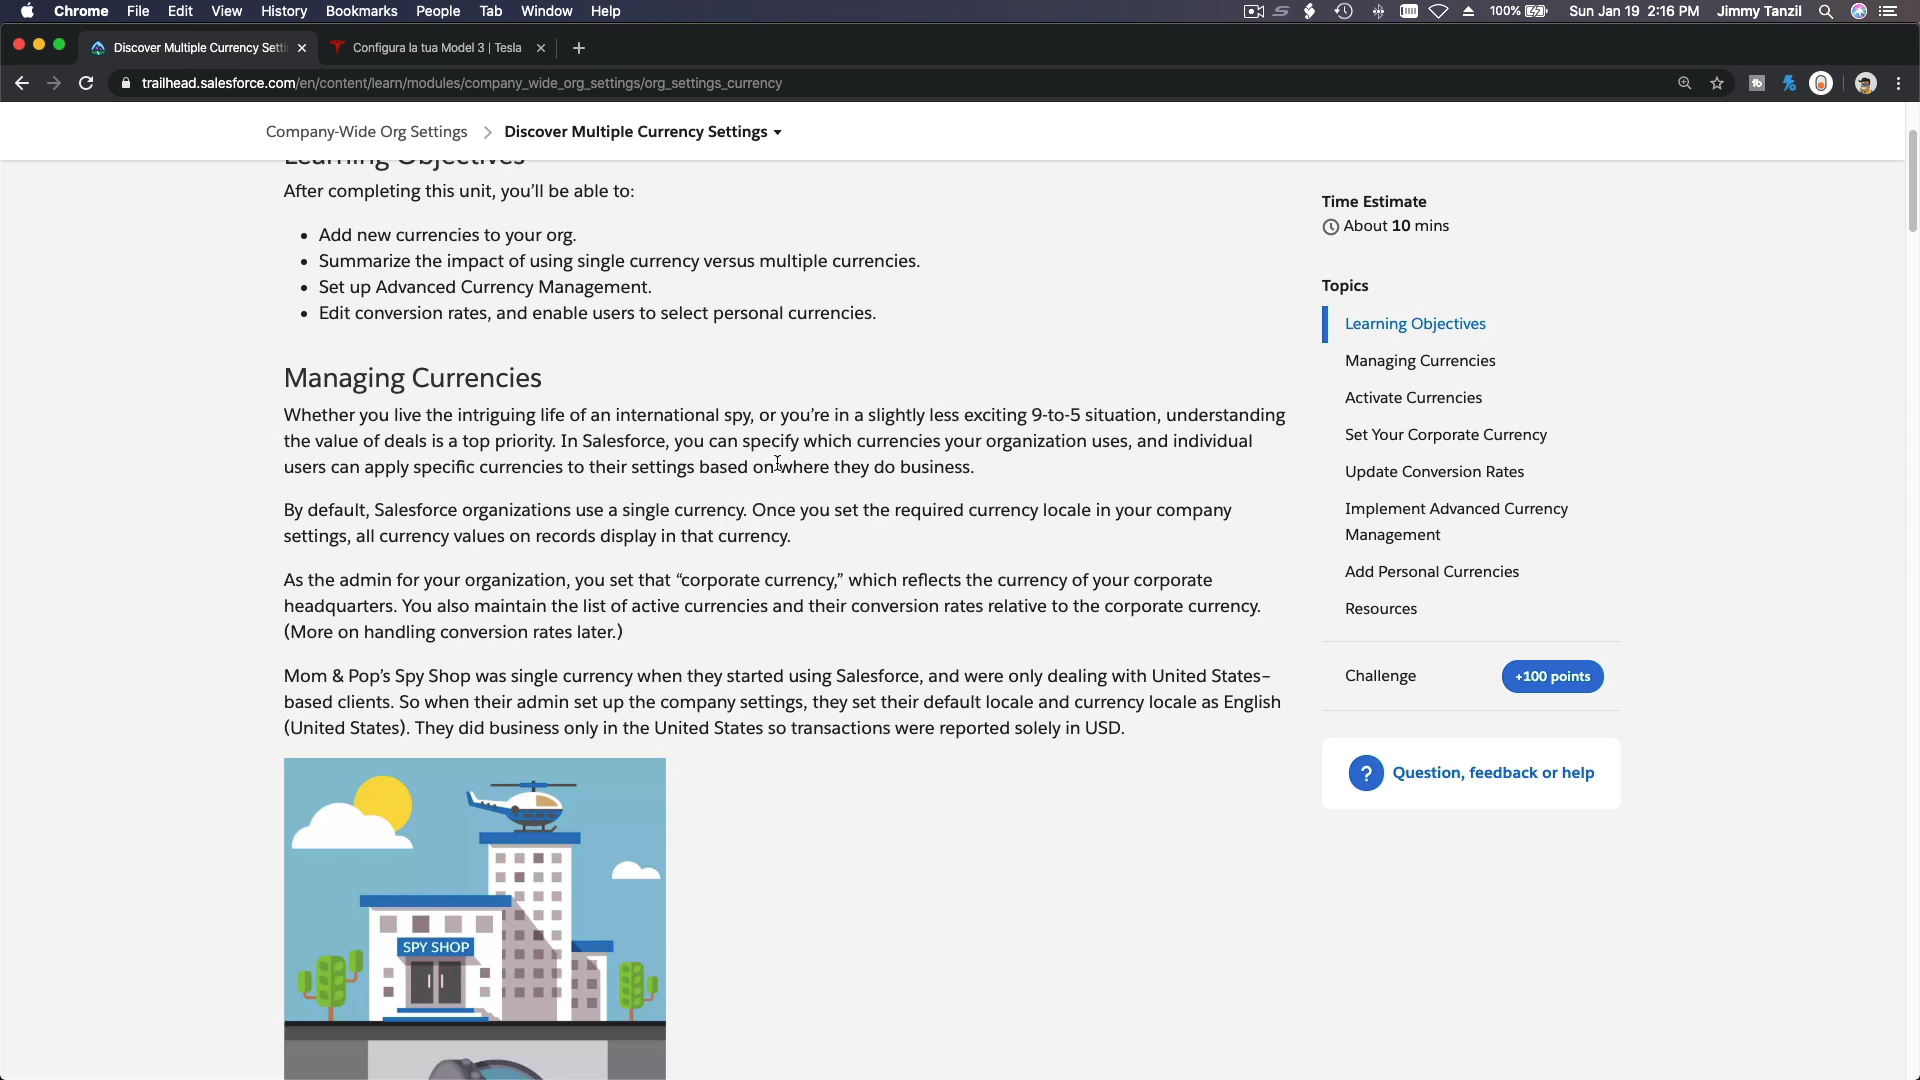 Chrome File Edit View History Bookmarks People Tab Window Help 100% Sun Jan 19 2:16 PM Jimmy Tanzil
Discover Multiple Currency Setti Configura la tua Model 3 | Tesla
trailhead.salesforce.com/en/content/learn/modules/company_wide_org_settings/org_settings_currency
Company-Wide Org Settings > Discover Multiple Currency Settings
Learning Objectives
After completing this unit, you'll be able to:
• Add new currencies to your org.
• Summarize the impact of using single currency versus multiple currencies.
• Set up Advanced Currency Management.
• Edit conversion rates, and enable users to select personal currencies.
Managing Currencies
Whether you live the intriguing life of an international spy, or you're in a slightly less exciting 9-to-5 situation, understanding
the value of deals is a top priority. In Salesforce, you can specify which currencies your organization uses, and individual
users can apply specific currencies to their settings based on where they do business.
By default, Salesforce organizations use a single currency. Once you set the required currency locale in your company
settings, all currency values on records display in that currency.
As the admin for your organization, you set that “corporate currency,” which reflects the currency of your corporate
headquarters. You also maintain the list of active currencies and their conversion rates relative to the corporate currency.
(More on handling conversion rates later.)
Mom & Pop's Spy Shop was single currency when they started using Salesforce, and were only dealing with United States–
based clients. So when their admin set up the company settings, they set their default locale and currency locale as English
(United States). They did business only in the United States so transactions were reported solely in USD.
SPY SHOP
Time Estimate
About 10 mins
Topics
Learning Objectives
Managing Currencies
Activate Currencies
Set Your Corporate Currency
Update Conversion Rates
Implement Advanced Currency
Management
Add Personal Currencies
Resources
Challenge +100 points
? Question, feedback or help